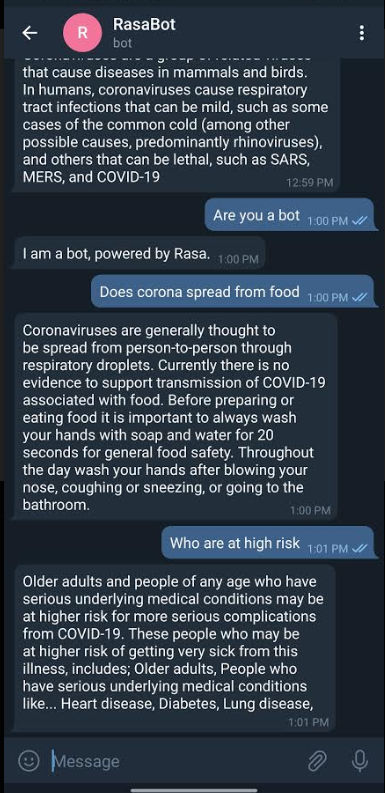 RasaBot
bot
Coronaviruses are a group of related viruses
that cause diseases in mammals and birds.
In humans, coronaviruses cause respiratory
tract infections that can be mild, such as some
cases of the common cold (among other
possible causes, predominantly rhinoviruses),
and others that can be lethal, such as SARS,
MERS, and COVID-19
12:59 PM
Are you a bot 1:00 PM
I am a bot, powered by Rasa. 1:00 PM
Does corona spread from food 1:00 PM
Coronaviruses are generally thought to
be spread from person-to-person through
respiratory droplets. Currently there is no
evidence to support transmission of COVID-19
associated with food. Before preparing or
eating food it is important to always wash
your hands with soap and water for 20
seconds for general food safety. Throughout
the day wash your hands after blowing your
nose, coughing or sneezing, or going to the
bathroom.
1:00 PM
Who are at high risk 1:01 PM
Older adults and people of any age who have
serious underlying medical conditions may be
at higher risk for more serious complications
from COVID-19. These people who may be
at higher risk of getting very sick from this
illness, includes; Older adults, People who
have serious underlying medical conditions
like... Heart disease, Diabetes, Lung disease,
1:01 PM
Message